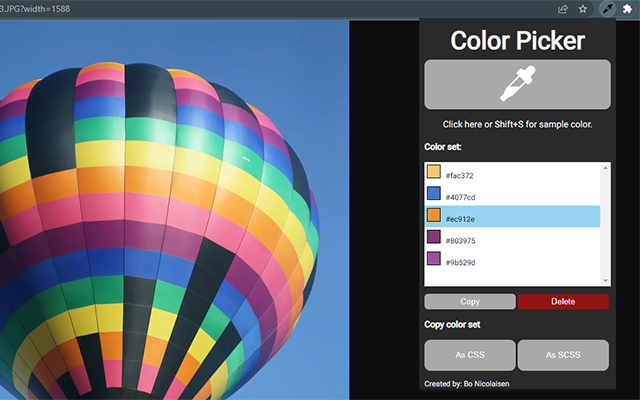 3.JPG?width=1588
Color Picker
Click here or Shift+S for sample color.
Color set:
#fac372
#4077cd
#ec912e
#803975
#9b529d
Copy Delete
Copy color set
As CSS As SCSS
Created by: Bo Nicolaisen